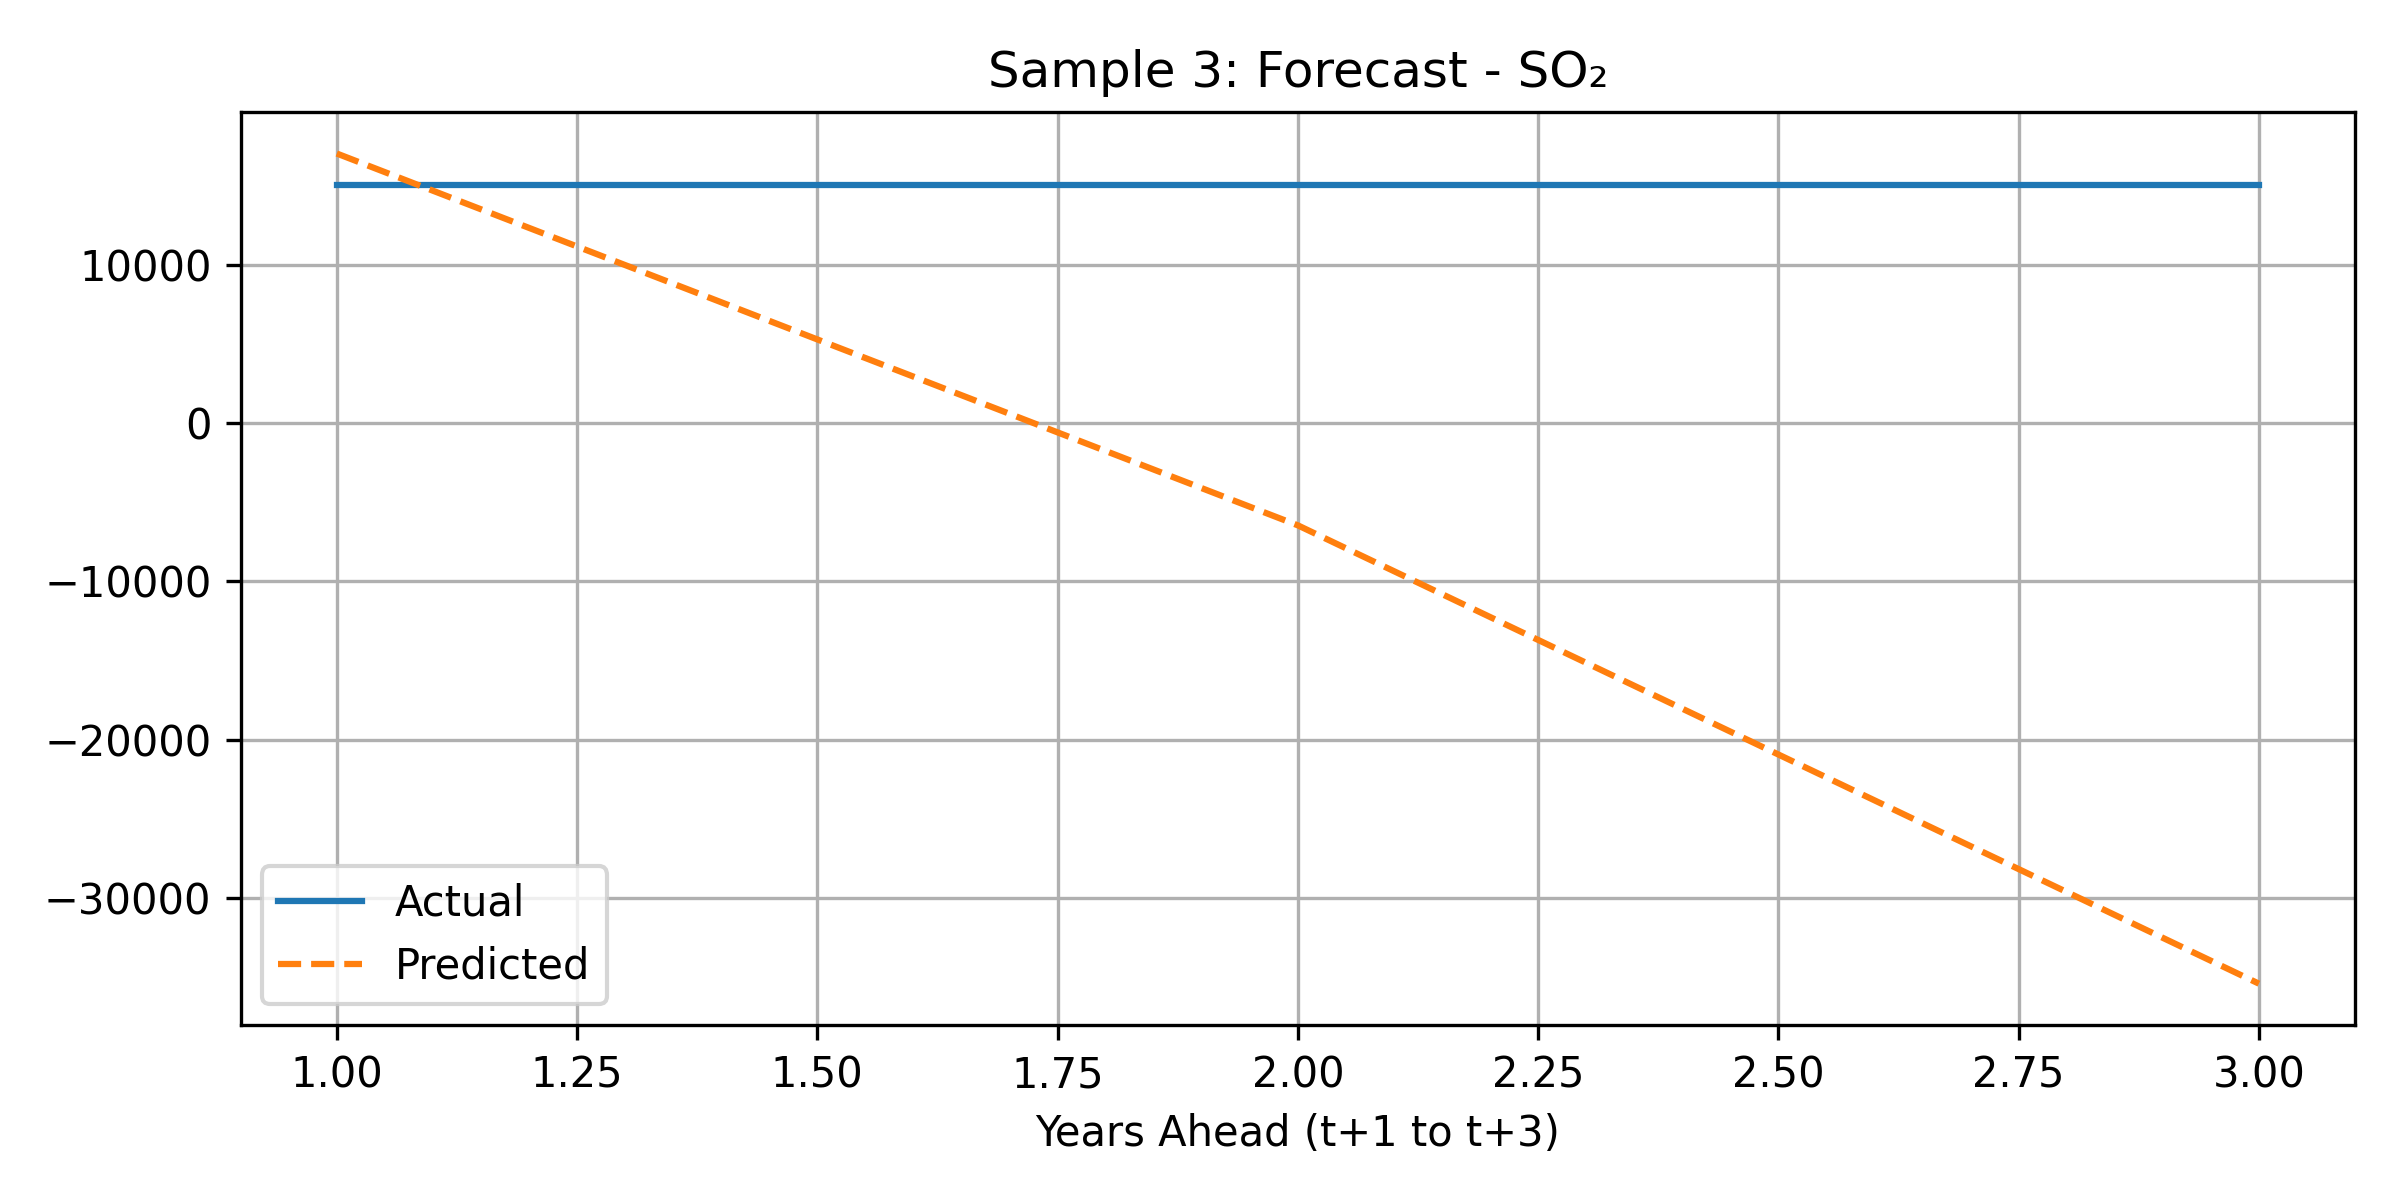 Sample 3: Forecast - SO₂
10000
0
−10000
−20000
−30000
Actual
Predicted
1.00 1.25 1.50 1.75 2.00 2.25 2.50 2.75 3.00
Years Ahead (t+1 to t+3)